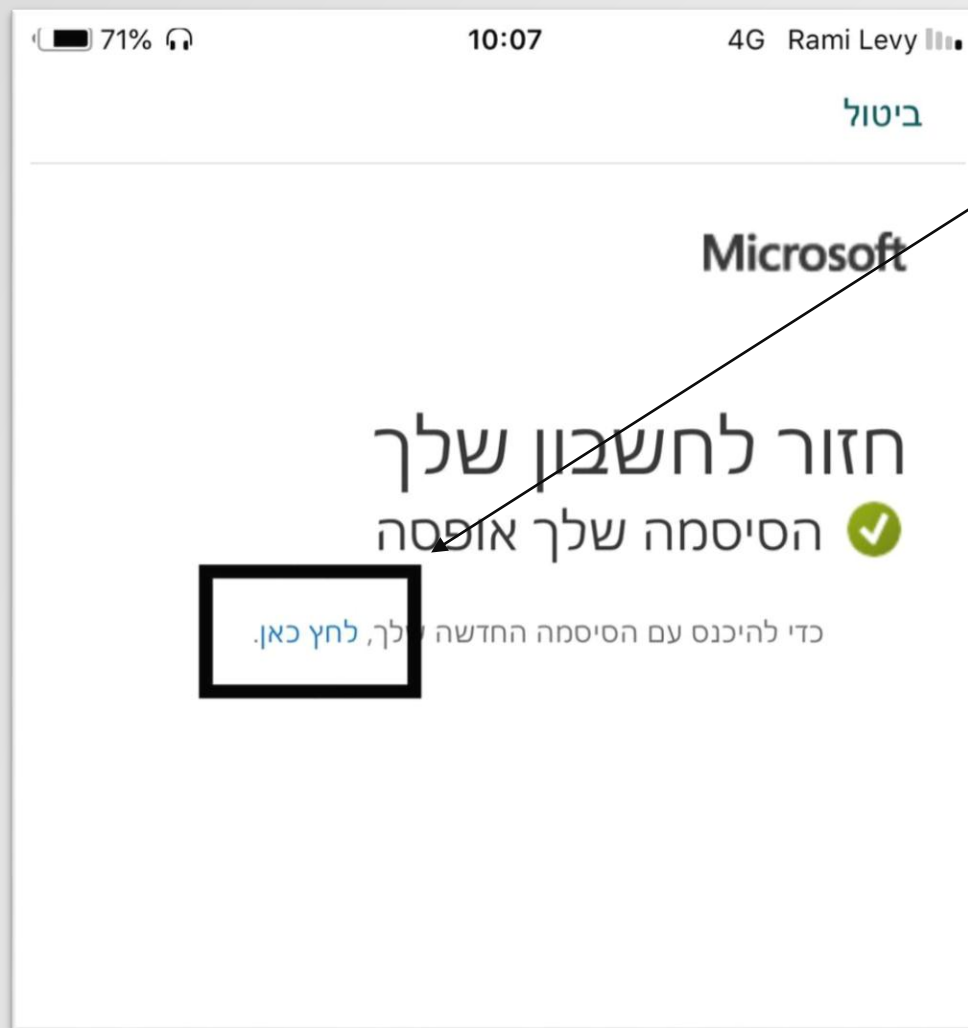 71% 10:07 4G Rami Levy
ביטול
Microsoft
חזור לחשבון שלך
הסיסמה שלך אופסה
כדי להיכנס עם הסיסמה החדשה שלך, לחץ כאן.